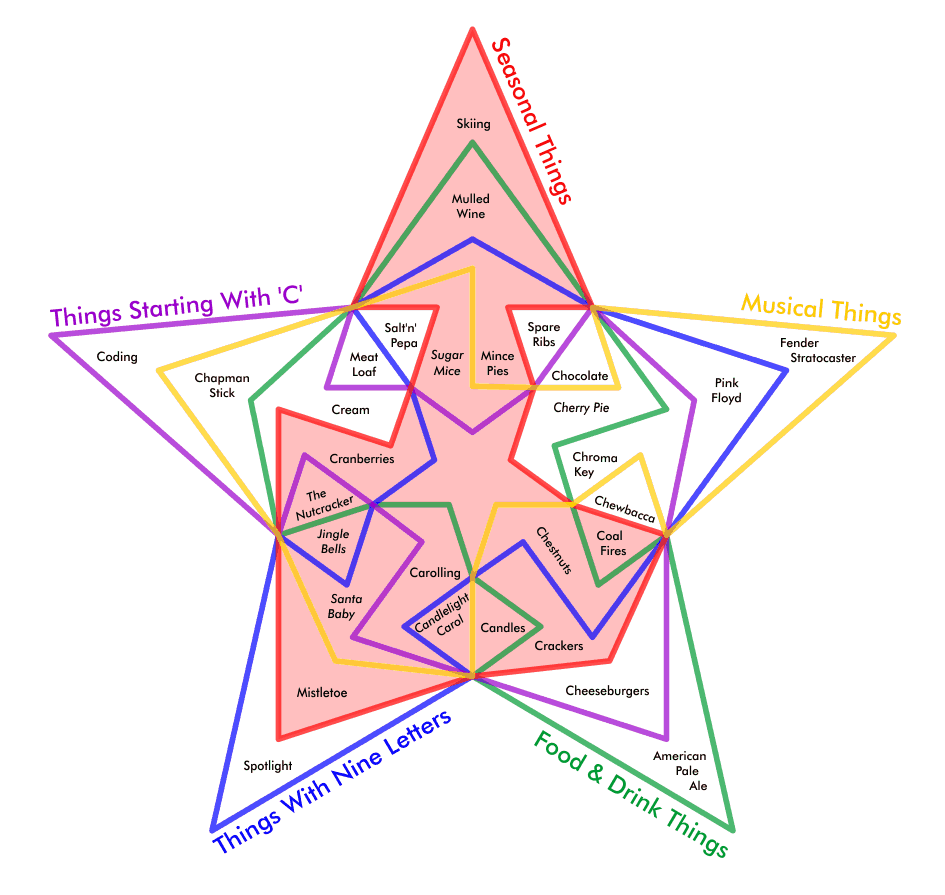 Seasonal Things
Skiing
Mulled
Wine
Things Starting With 'C'
Musical Things
Coding
Chapman
Stick
Meat
Loaf
Salt'n'
Pepa
Sugar
Mice
Mince
Pies
Spare
Ribs
Chocolate
Fender
Stratocaster
Pink
Floyd
Cream
Cherry Pie
Cranberries
Chroma
Key
The
Nutcracker
Chewbacca
Jingle
Bells
Coal
Fires
Chestnuts
Carolling
Santa
Baby
Candlelight
Carol
Candles
Crackers
Mistletoe
Cheeseburgers
Spotlight
American
Pale
Ale
Things With Nine Letters
Food & Drink Things